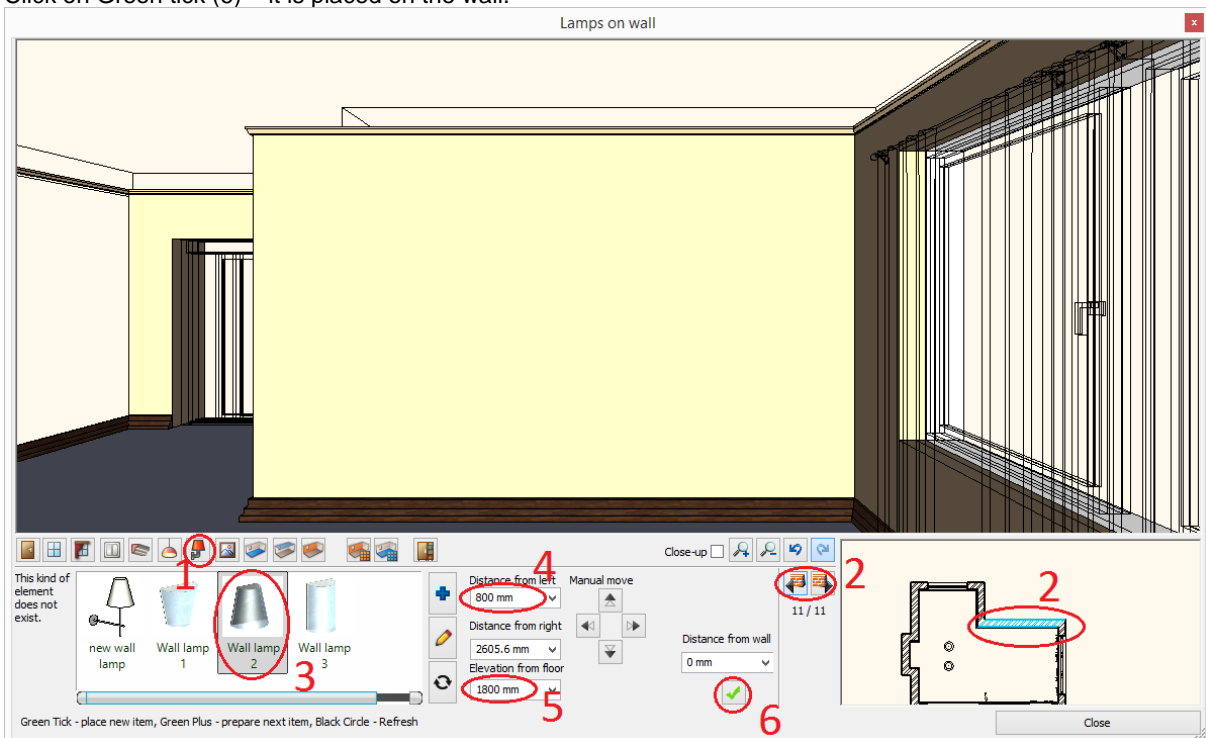 Click on Green tick (6) – it is placed on the wall.
Lamps on wall
x
1
Close-up
This kind of
element
does not
exist.
new wall
lamp
Wall lamp
1
Wall lamp
2
Wall lamp
3
3
4
Distance from left
800 mm
Distance from right
2605.6 mm
Elevation from floor
1800 mm
5
Manual move
2
11 / 11
Distance from wall
0 mm
6
2
Green Tick - place new item, Green Plus - prepare next item, Black Circle - Refresh
Close